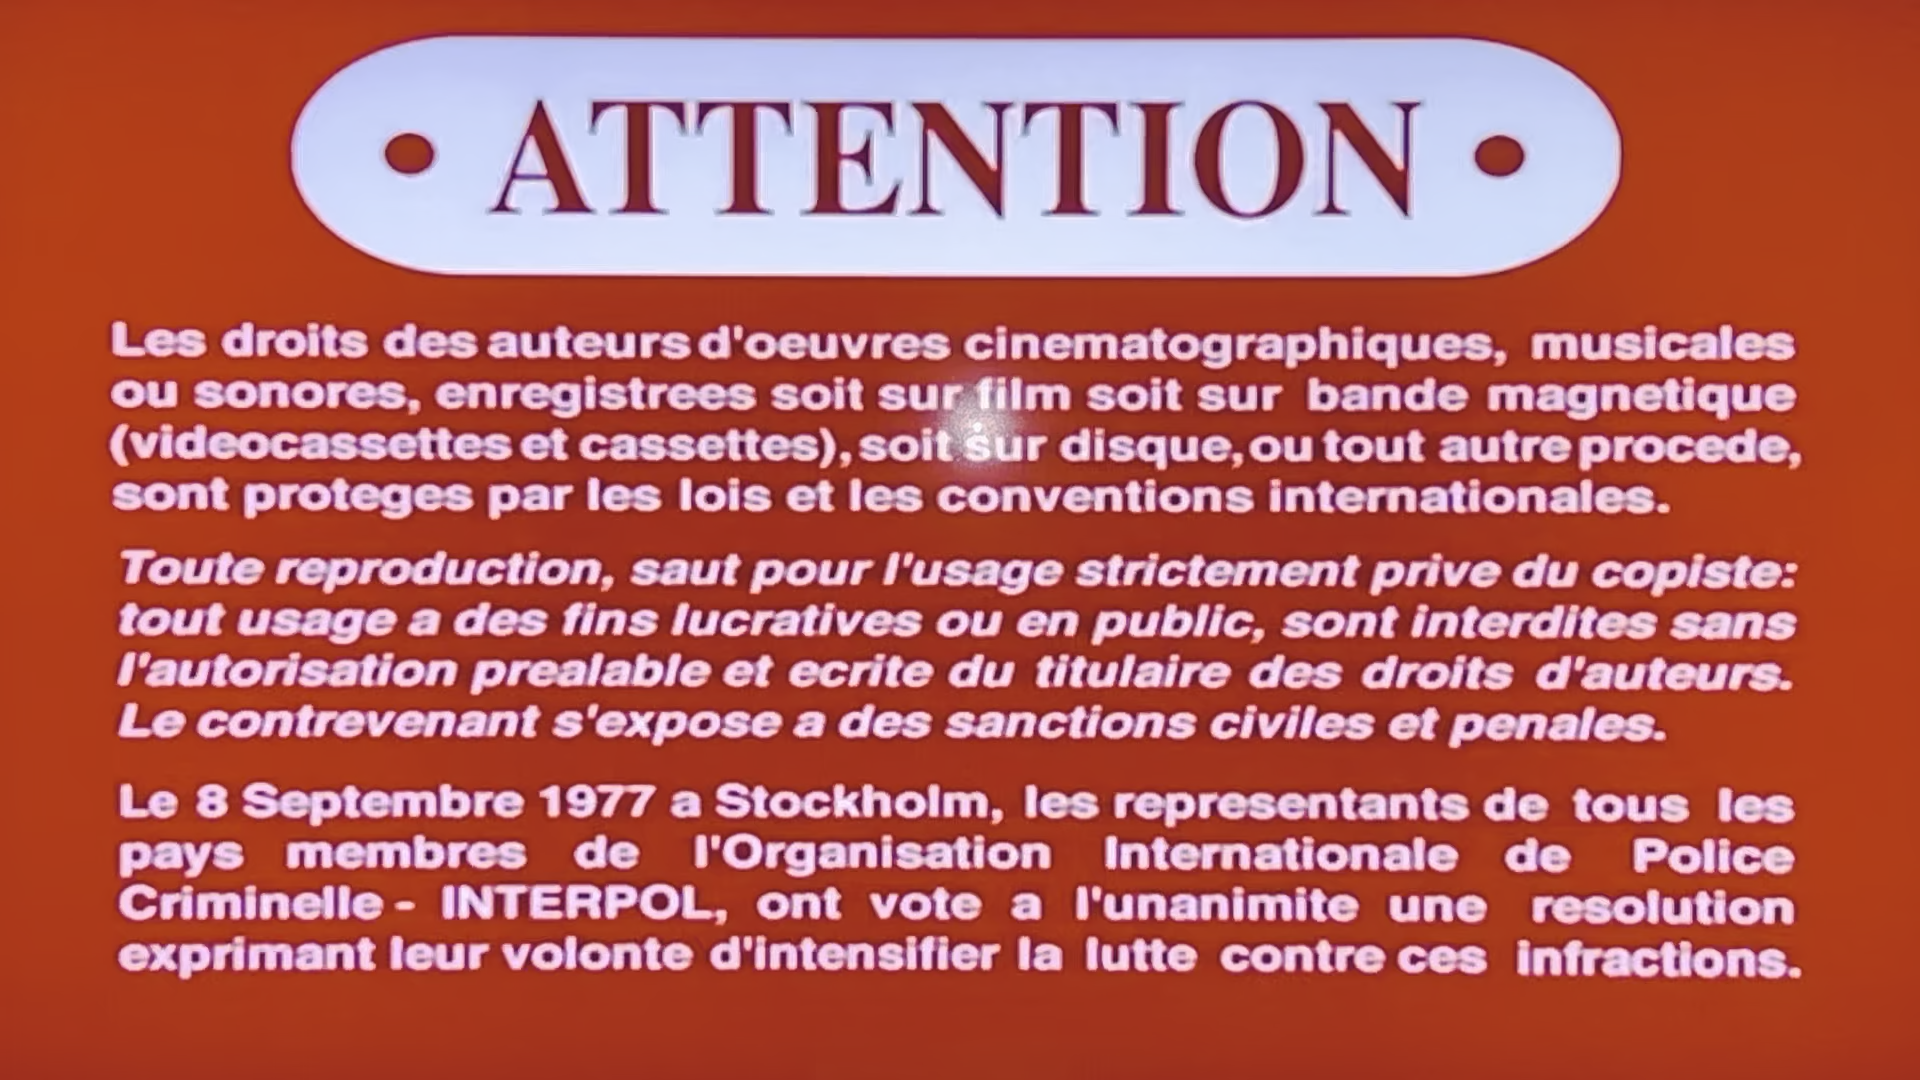 • ATTENTION •
Les droits des auteurs d'oeuvres cinematographiques, musicales
ou sonores, enregistrees soit sur film soit sur bande magnetique
(videocassettes et cassettes), soit sur disque, ou tout autre procede,
sont proteges par les lois et les conventions internationales.
Toute reproduction, saut pour l'usage strictement prive du copiste:
tout usage a des fins lucratives ou en public, sont interdites sans
l'autorisation prealable et ecrite du titulaire des droits d'auteurs.
Le contrevenant s'expose a des sanctions civiles et penales.
Le 8 Septembre 1977 a Stockholm, les representants de tous les
pays membres de l'Organisation Internationale de Police
Criminelle - INTERPOL, ont vote a l'unanimite une resolution
exprimant leur volonte d'intensifier la lutte contre ces infractions.